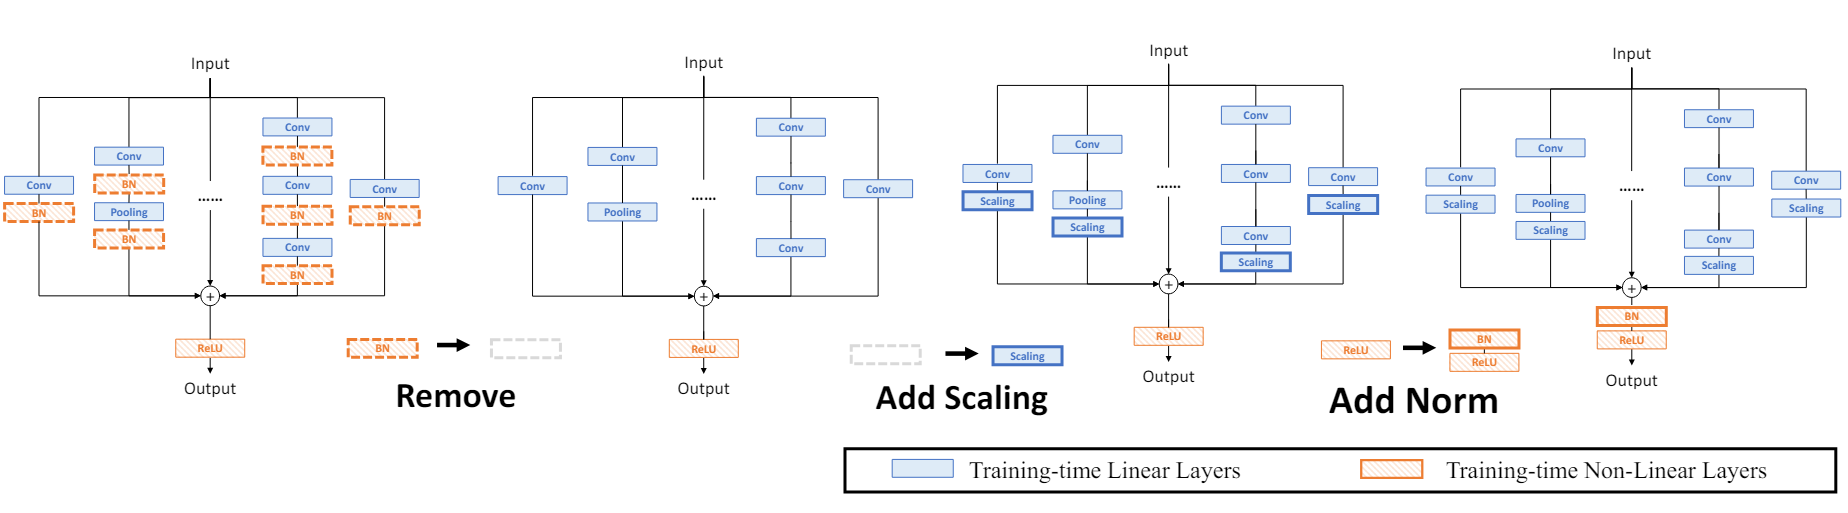 Input
Conv
BN
Conv
BN
Pooling
BN
......
Conv
BN
Conv
BN
Conv
BN
Conv
BN
+
ReLU
Output
BN
Remove
Input
Conv
Conv
Pooling
......
Conv
Conv
Conv
Conv
+
ReLU
Output
Scaling
Add Scaling
Input
Conv
Scaling
Conv
Pooling
Scaling
......
Conv
Conv
Conv
Scaling
Conv
Scaling
+
ReLU
Output
ReLU
BN
ReLU
Add Norm
Input
Conv
Scaling
Conv
Pooling
Scaling
......
Conv
Conv
Conv
Scaling
Conv
Scaling
+
BN
ReLU
Output
Training-time Linear Layers
Training-time Non-Linear Layers